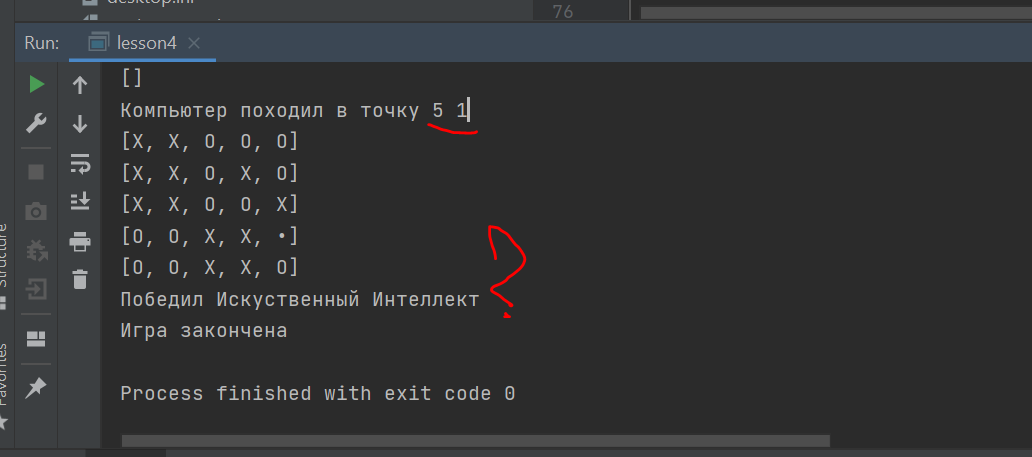 desktop.ini
76
Run: lesson4
[]
Компьютер походил в точку 5 1
[X, X, O, O, O]
[X, X, O, X, O]
[X, X, O, O, X]
[O, O, X, X, •]
[O, O, X, X, O]
Победил Искуственный Интеллект
Игра закончена
Process finished with exit code 0
Structure
Favorites